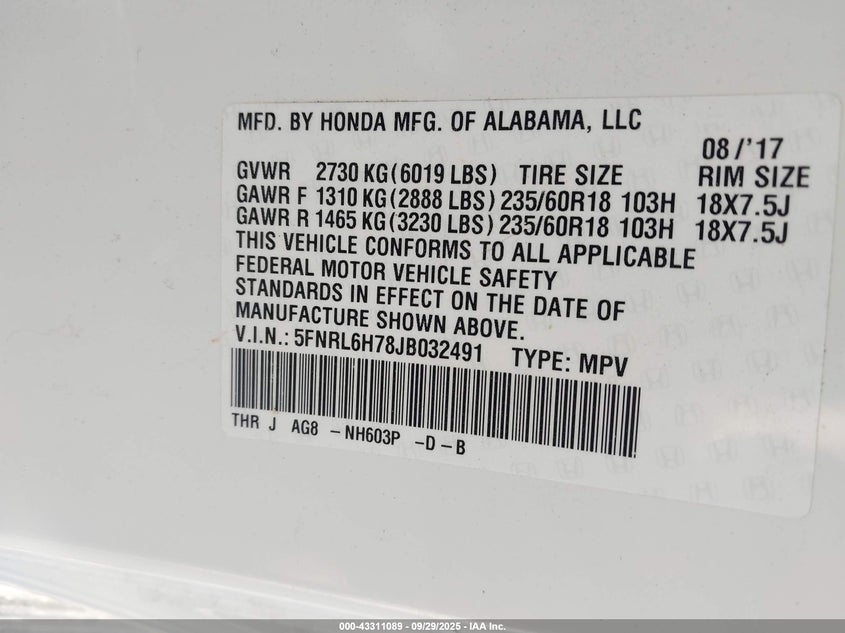 MFD. BY HONDA MFG. OF ALABAMA, LLC
08/'17
GVWR 2730 KG(6019 LBS) TIRE SIZE RIM SIZE
GAWR F 1310 KG(2888 LBS) 235/60R18 103H 18X7.5J
GAWR R 1465 KG(3230 LBS) 235/60R18 103H 18X7.5J
THIS VEHICLE CONFORMS TO ALL APPLICABLE
FEDERAL MOTOR VEHICLE SAFETY
STANDARDS IN EFFECT ON THE DATE OF
MANUFACTURE SHOWN ABOVE.
V.I.N.: 5FNRL6H78JB032491 TYPE: MPV
THR J AG8 -NH603P -D-B
000-43311089 - 09/29/2025 - IAA Inc.